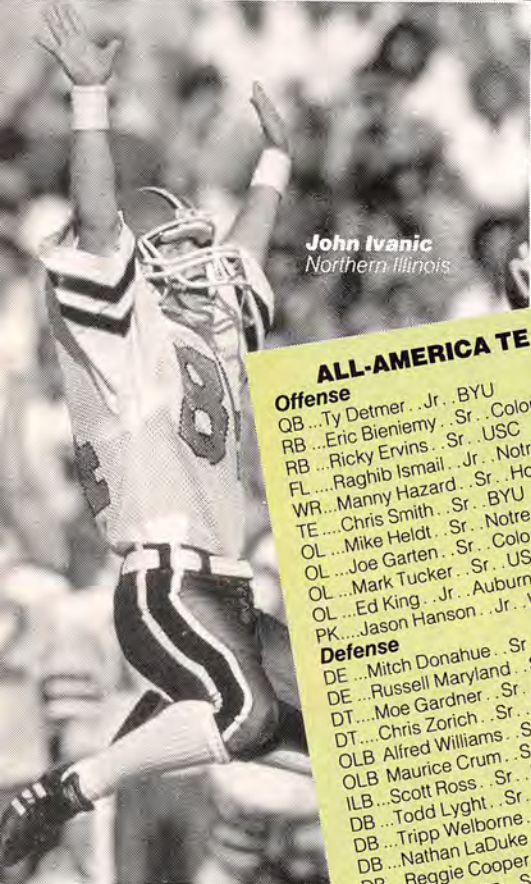 John Ivanic
Northern Illinois
8
ALL-AMERICA TE
Offense
QB...Ty Detmer..Jr..BYU
RB...Eric Bieniemy..Sr..Color
RB...Ricky Ervins..Sr..USC
FL....Raghib Ismail..Jr..Notr
WR...Manny Hazard..Sr..Ho
TE....Chris Smith..Sr..BYU
OL...Mike Heldt..Sr..Notre
OL...Joe Garten..Sr..Colo
OL...Mark Tucker..Sr..US
OL...Ed King..Jr..Auburn
PK....Jason Hanson..Jr..
Defense
DE...Mitch Donahue..Sr
DE...Russell Maryland..
DT....Moe Gardner..Sr
DT....Chris Zorich..Sr..
OLB Alfred Williams..S
OLB Maurice Crum..S
ILB...Scott Ross..Sr..
DB...Todd Lyght..Sr.
DB...Tripp Welborne.
DB...Nathan LaDuke
DB...Reggie Cooper